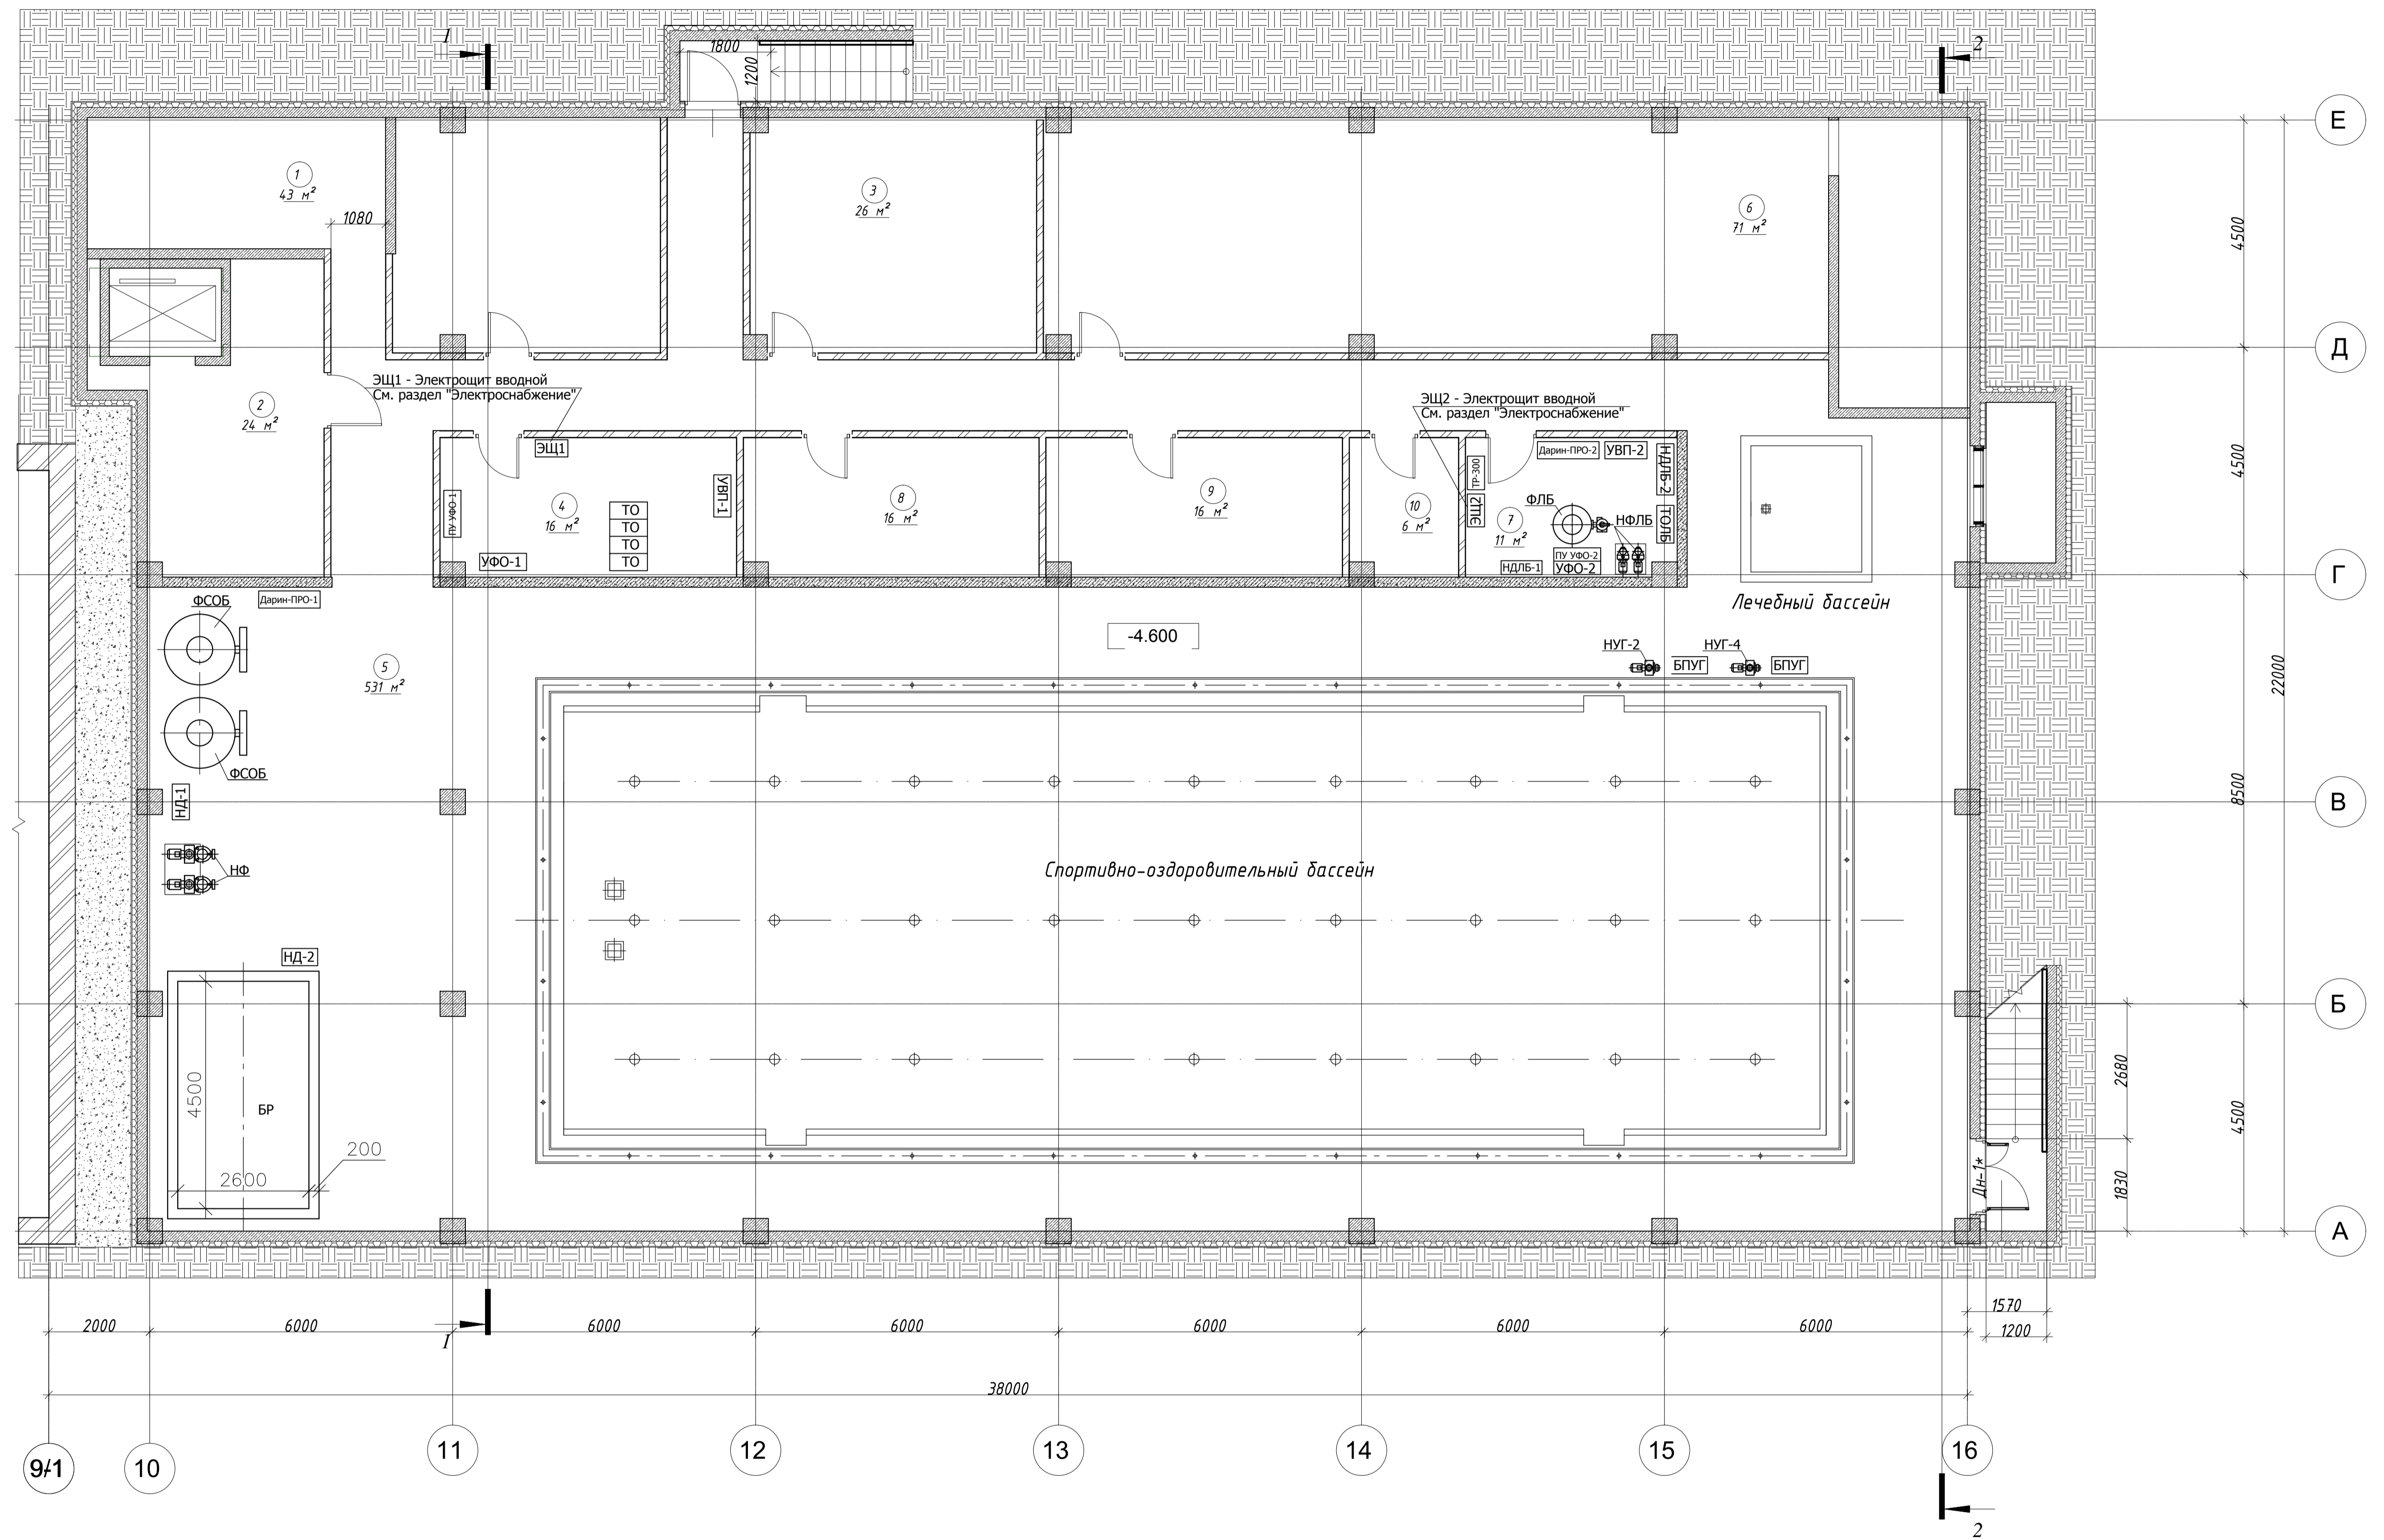 1
1800
1200
2
Е
1
43 м²
1080
3
26 м²
6
71 м²
4500
Д
ЭЩ1 - Электрощит вводной
См. раздел "Электроснабжение"
ЭЩ2 - Электрощит вводной
См. раздел "Электроснабжение"
2
24 м²
ЭЩ1
ПУ УФО-1
4
16 м²
УФО-1
ТО
ТО
ТО
ТО
УВП-1
8
16 м²
9
16 м²
10
6 м²
ТР-300
ЭЩ2
7
11 м²
Дарин-ПРО-2
УВП-2
НДЛБ-2
ФЛБ
НФЛБ
ТОЛБ
НДЛБ-1
ПУ УФО-2
УФО-2
4500
Г
Лечебный бассейн
ФСОБ
Дарин-ПРО-1
-4.600
5
531 м²
НУГ-2
БПУГ
НУГ-4
БПУГ
22000
ФСОБ
НД-1
8500
В
НФ
Спортивно-оздоровительный бассейн
НД-2
Б
4500
БР
2600
200
2680
4500
Дн-1*
1830
А
1
2000
6000
6000
6000
6000
6000
6000
1570
1200
38000
9/1
10
11
12
13
14
15
16
2